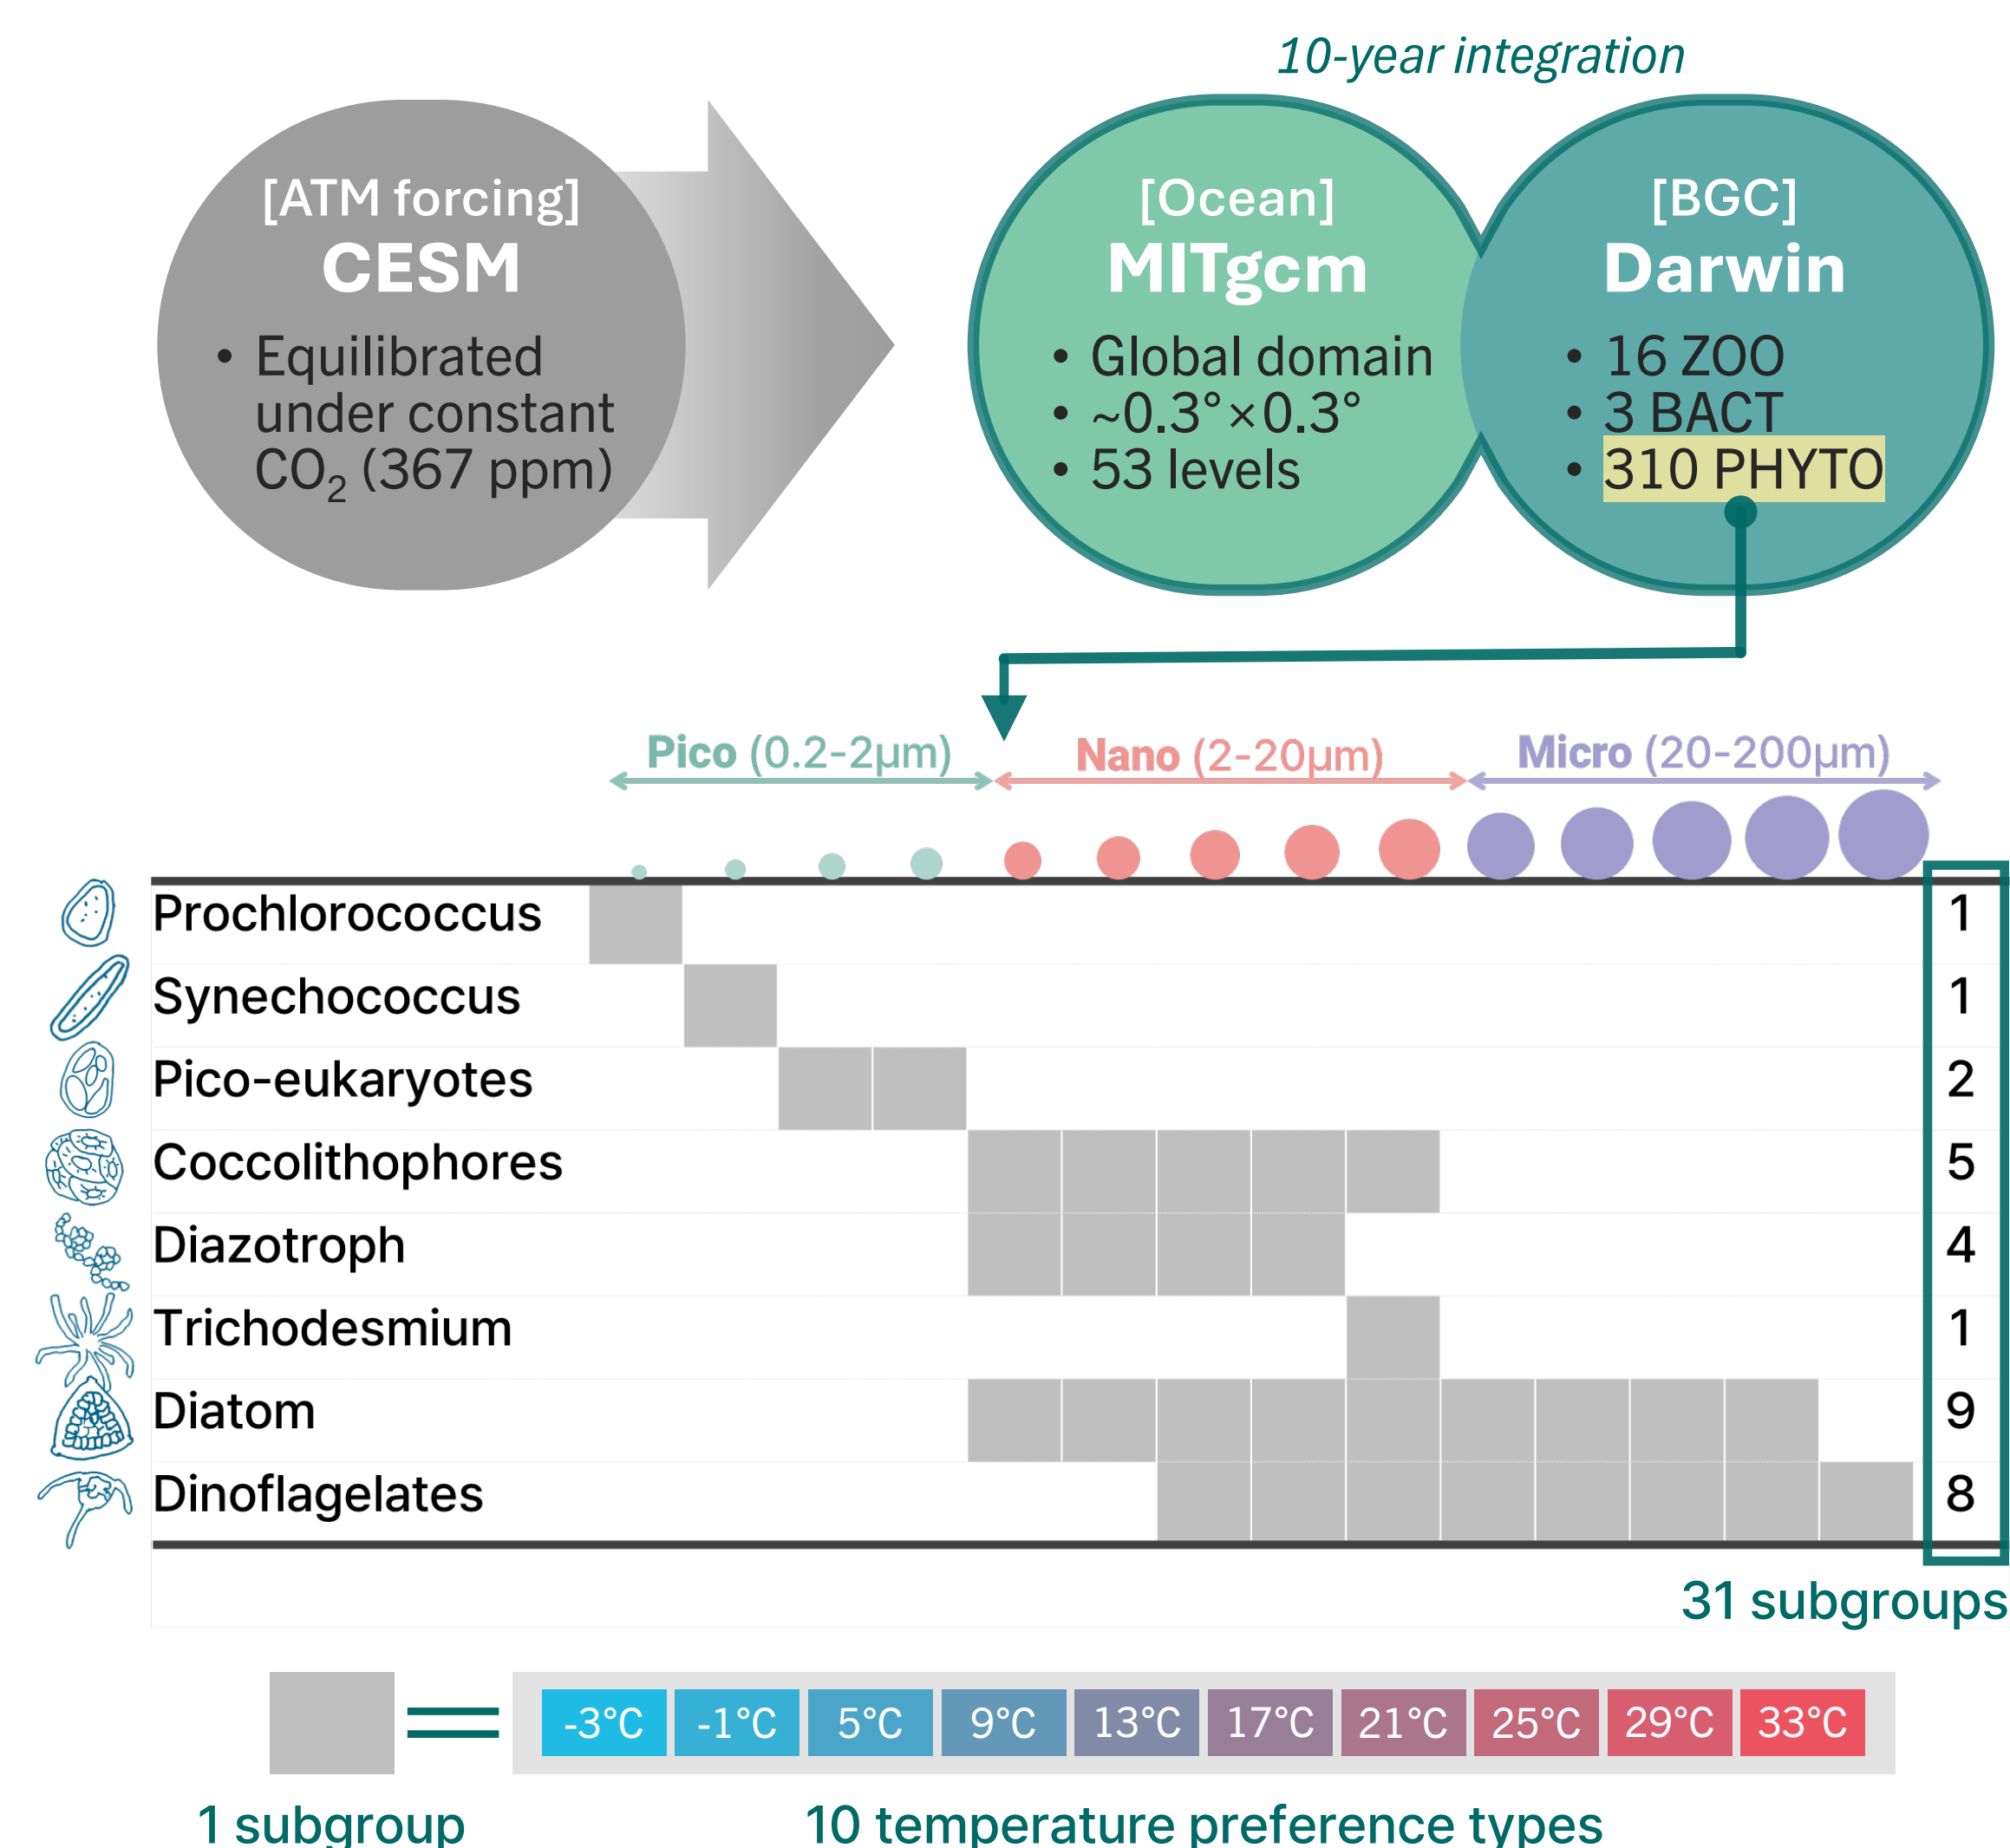 10-year integration
[ATM forcing]
CESM
• Equilibrated
under constant
CO₂ (367 ppm)
[Ocean]
MITgcm
• Global domain
• ~0.3°×0.3°
• 53 levels
[BGC]
Darwin
• 16 ZOO
• 3 BACT
• 310 PHYTO
Pico (0.2-2µm)
Nano (2-20µm)
Micro (20-200µm)
Prochlorococcus 1
Synechococcus 1
Pico-eukaryotes 2
Coccolithophores 5
Diazotroph 4
Trichodesmium 1
Diatom 9
Dinoflagelates 8
31 subgroups
-3°C -1°C 5°C 9°C 13°C 17°C 21°C 25°C 29°C 33°C
1 subgroup
10 temperature preference types